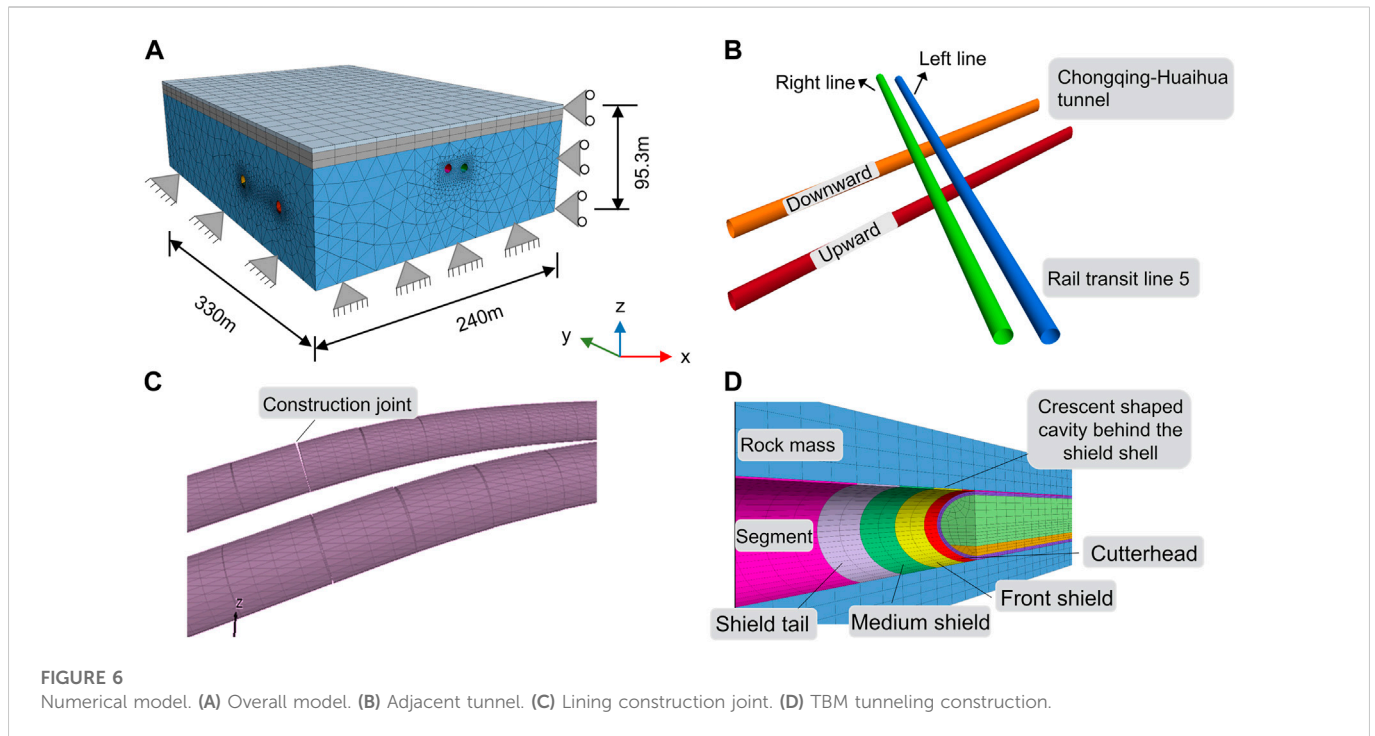 A
95.3m
330m
240m
z
y
x
B
Right line
Left line
Chongqing-Huaihua
tunnel
Downward
Upward
Rail transit line 5
C
Construction joint
z
D
Crescent shaped
cavity behind the
shield shell
Rock mass
Segment
Cutterhead
Front shield
Medium shield
Shield tail
FIGURE 6
Numerical model. (A) Overall model. (B) Adjacent tunnel. (C) Lining construction joint. (D) TBM tunneling construction.